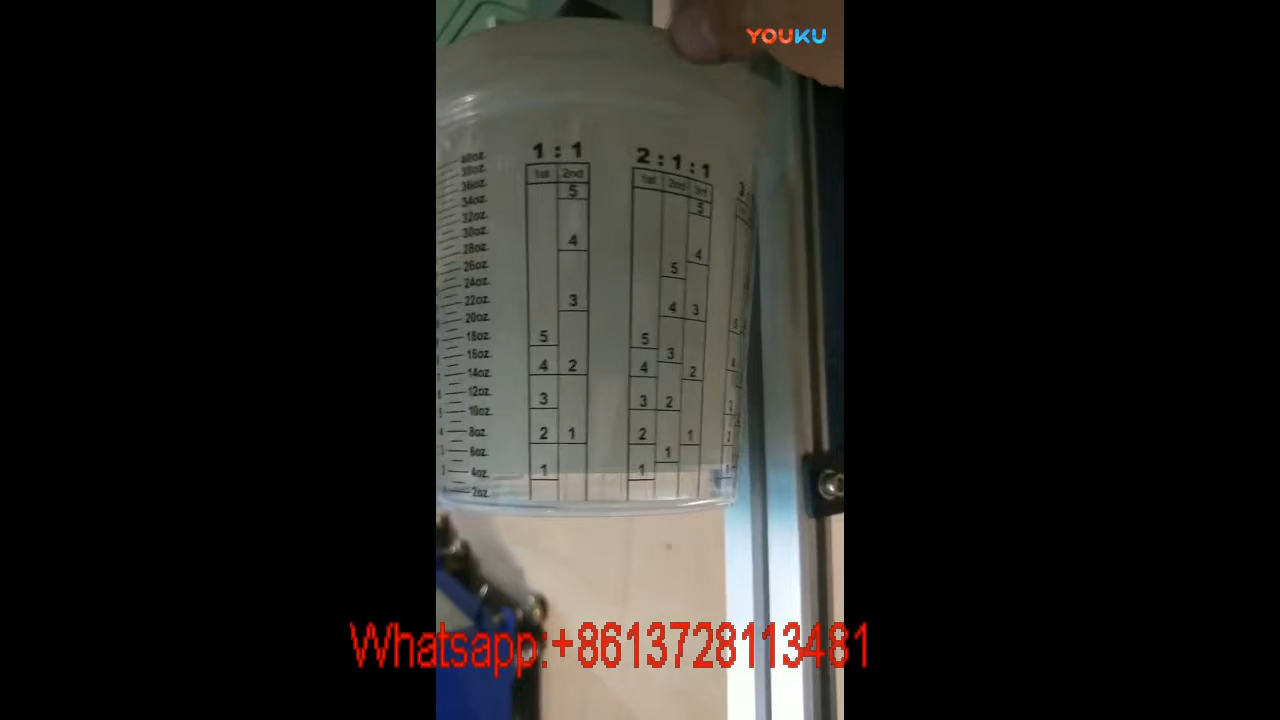 YOUKU
1 : 1
1st 2nd
5
4
3
5
4 2
3
2 1
1
2 : 1 : 1
1st 2nd 3rd
5
4
5
4 3
5
3
4
2
3 2
2 1
1
1
38oz.
36oz.
34oz.
32oz.
30oz.
28oz.
26oz.
24oz.
22oz.
20oz.
18oz.
16oz.
14oz.
12oz.
10oz.
8oz.
6oz.
4oz.
2oz.
Whatsapp:+8613728113481